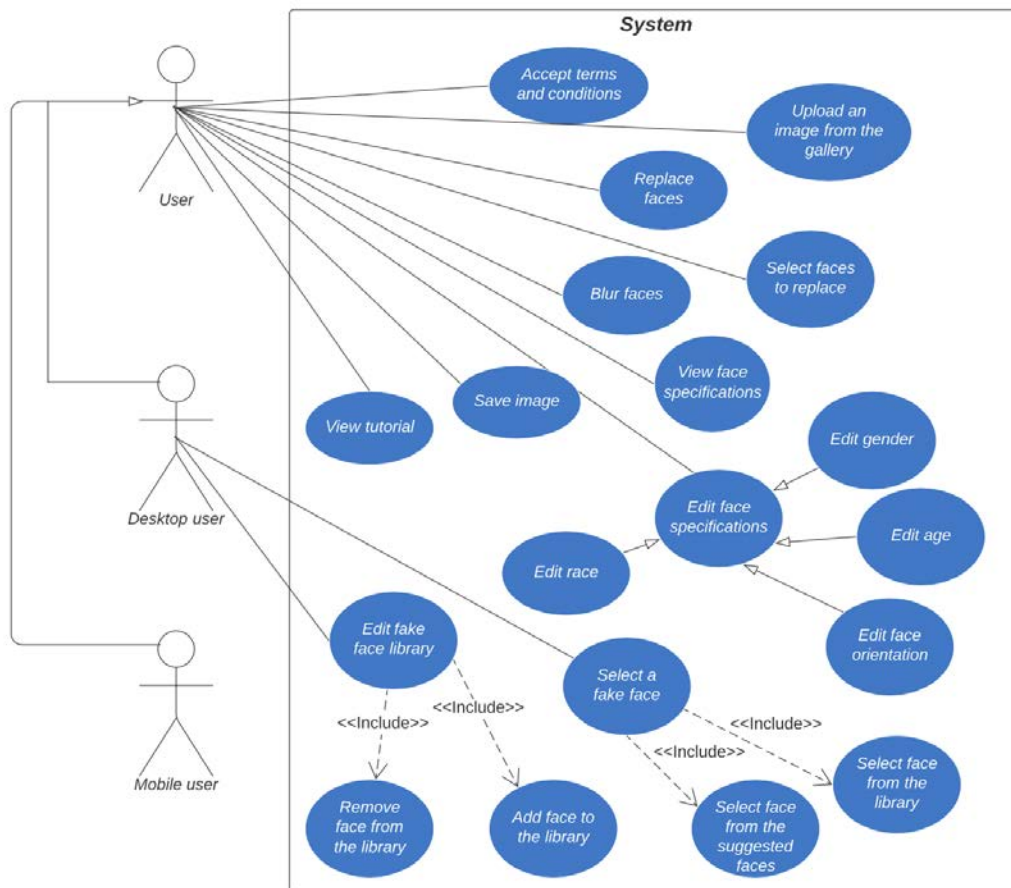 System
Accept terms
and conditions
Upload an
image from the
gallery
User
Replace
faces
Select faces
to replace
Blur faces
View face
specifications
Save image
View tutorial
Edit gender
Desktop user
Edit face
specifications
Edit age
Edit race
Edit fake
face library
Edit face
orientation
Select a
fake face
<<Include>>
<<Include>>
<<Include>>
<<Include>>
Mobile user
Select face
from the
library
Remove
face from
the library
Add face to
the library
Select face
from the
suggested
faces